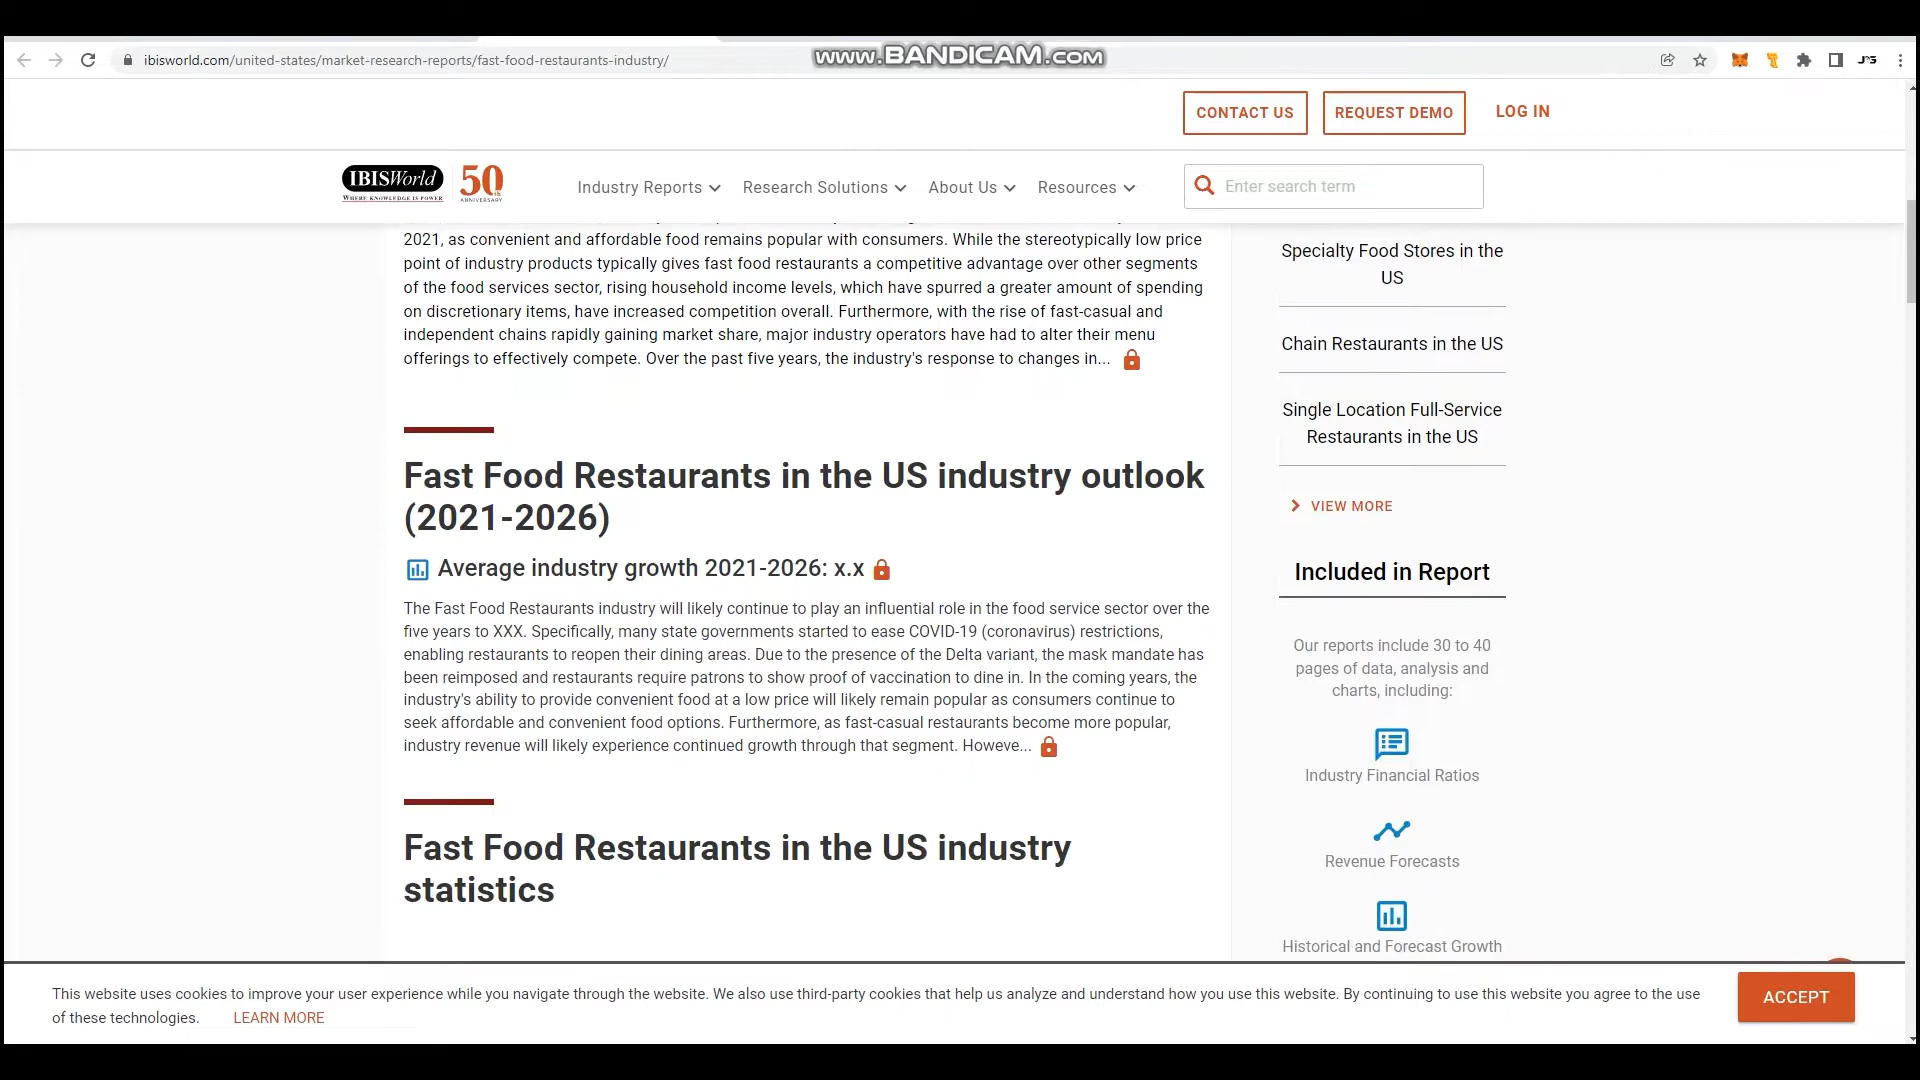 www.BANDICAM.com
ibisworld.com/united-states/market-research-reports/fast-food-restaurants-industry/
CONTACT US
REQUEST DEMO
LOG IN
IBISWorld
WHERE KNOWLEDGE IS POWER
50th
ANNIVERSARY
Industry Reports
Research Solutions
About Us
Resources
Enter search term
2021, as convenient and affordable food remains popular with consumers. While the stereotypically low price
point of industry products typically gives fast food restaurants a competitive advantage over other segments
of the food services sector, rising household income levels, which have spurred a greater amount of spending
on discretionary items, have increased competition overall. Furthermore, with the rise of fast-casual and
independent chains rapidly gaining market share, major industry operators have had to alter their menu
offerings to effectively compete. Over the past five years, the industry's response to changes in...
Fast Food Restaurants in the US industry outlook
(2021-2026)
Average industry growth 2021-2026: x.x
The Fast Food Restaurants industry will likely continue to play an influential role in the food service sector over the
five years to XXX. Specifically, many state governments started to ease COVID-19 (coronavirus) restrictions,
enabling restaurants to reopen their dining areas. Due to the presence of the Delta variant, the mask mandate has
been reimposed and restaurants require patrons to show proof of vaccination to dine in. In the coming years, the
industry's ability to provide convenient food at a low price will likely remain popular as consumers continue to
seek affordable and convenient food options. Furthermore, as fast-casual restaurants become more popular,
industry revenue will likely experience continued growth through that segment. Howeve...
Fast Food Restaurants in the US industry
statistics
Specialty Food Stores in the
US
Chain Restaurants in the US
Single Location Full-Service
Restaurants in the US
VIEW MORE
Included in Report
Our reports include 30 to 40
pages of data, analysis and
charts, including:
Industry Financial Ratios
Revenue Forecasts
Historical and Forecast Growth
This website uses cookies to improve your user experience while you navigate through the website. We also use third-party cookies that help us analyze and understand how you use this website. By continuing to use this website you agree to the use
of these technologies.
LEARN MORE
ACCEPT